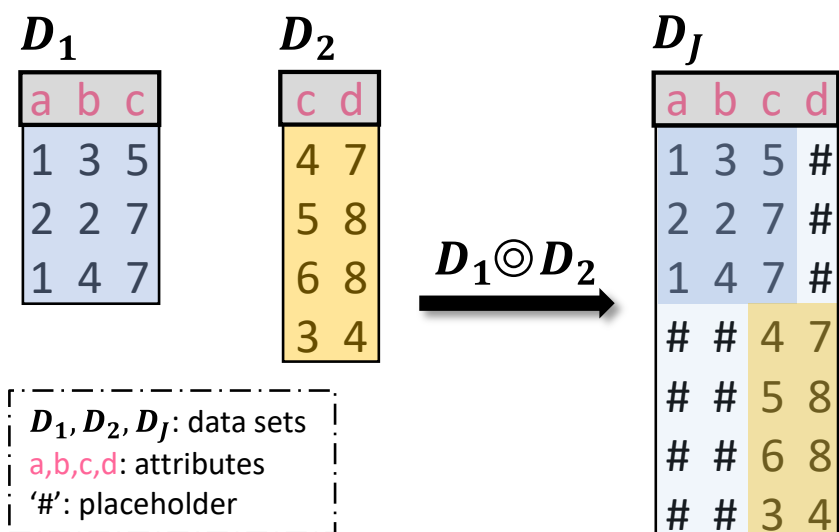 D₁
a b c
1 3 5
2 2 7
1 4 7
D₂
c d
4 7
5 8
6 8
3 4
D₁⊚D₂
D_J
a b c d
1 3 5 #
2 2 7 #
1 4 7 #
# # 4 7
# # 5 8
# # 6 8
# # 3 4
D₁, D₂, D_J: data sets
a,b,c,d: attributes
‘#’: placeholder